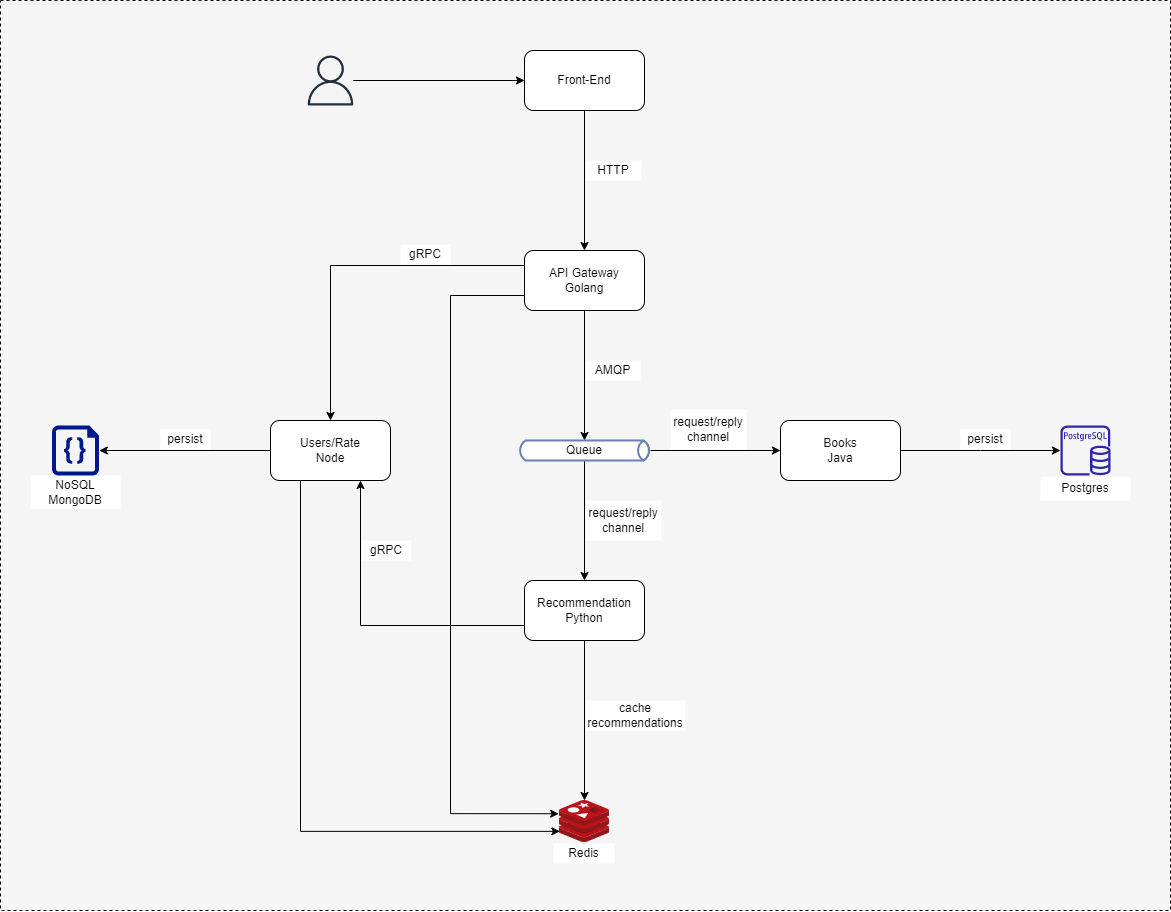 Front-End
HTTP
gRPC
API Gateway
Golang
AMQP
request/reply
channel
persist
Users/Rate
Node
Queue
Books
Java
persist
PostgreSQL
{}
NoSQL
MongoDB
Postgres
request/reply
channel
gRPC
Recommendation
Python
cache
recommendations
Redis